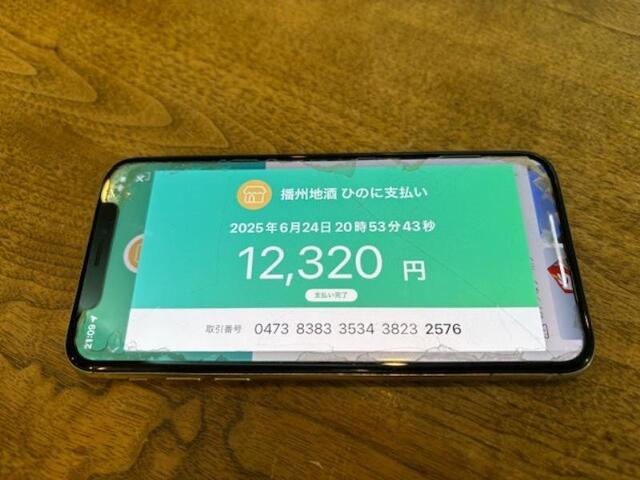 播州地酒 ひのに支払い
2025年6月24日 20時53分43秒
12,320 円
支払い完了
取引番号 0473 8383 3534 3823 2576
21:09